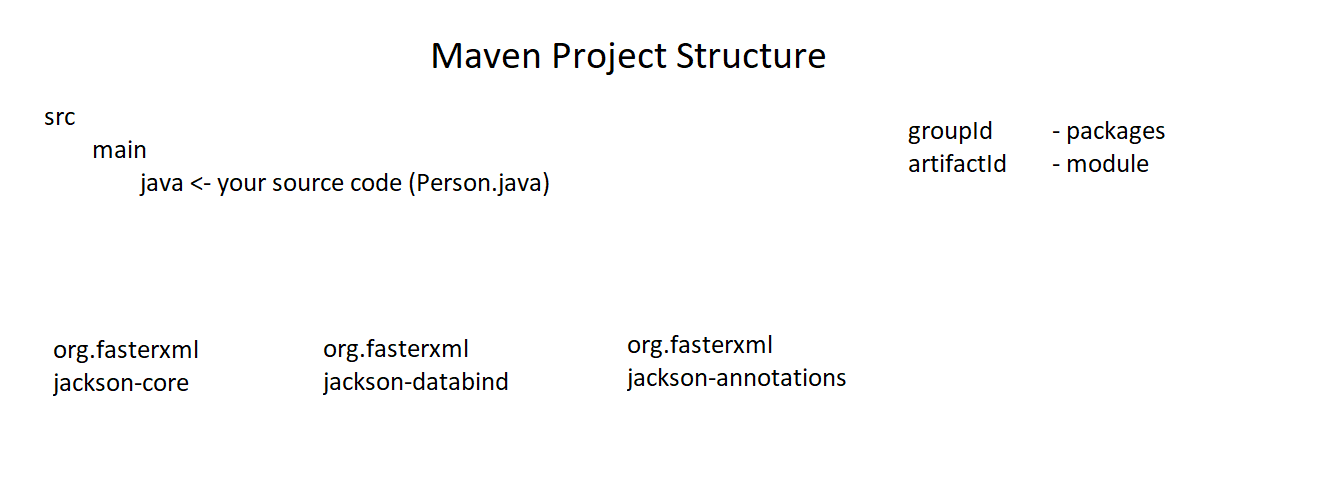 Maven Project Structure
src
main
java <- your source code (Person.java)
groupId - packages
artifactId - module
org.fasterxml
jackson-core
org.fasterxml
jackson-databind
org.fasterxml
jackson-annotations